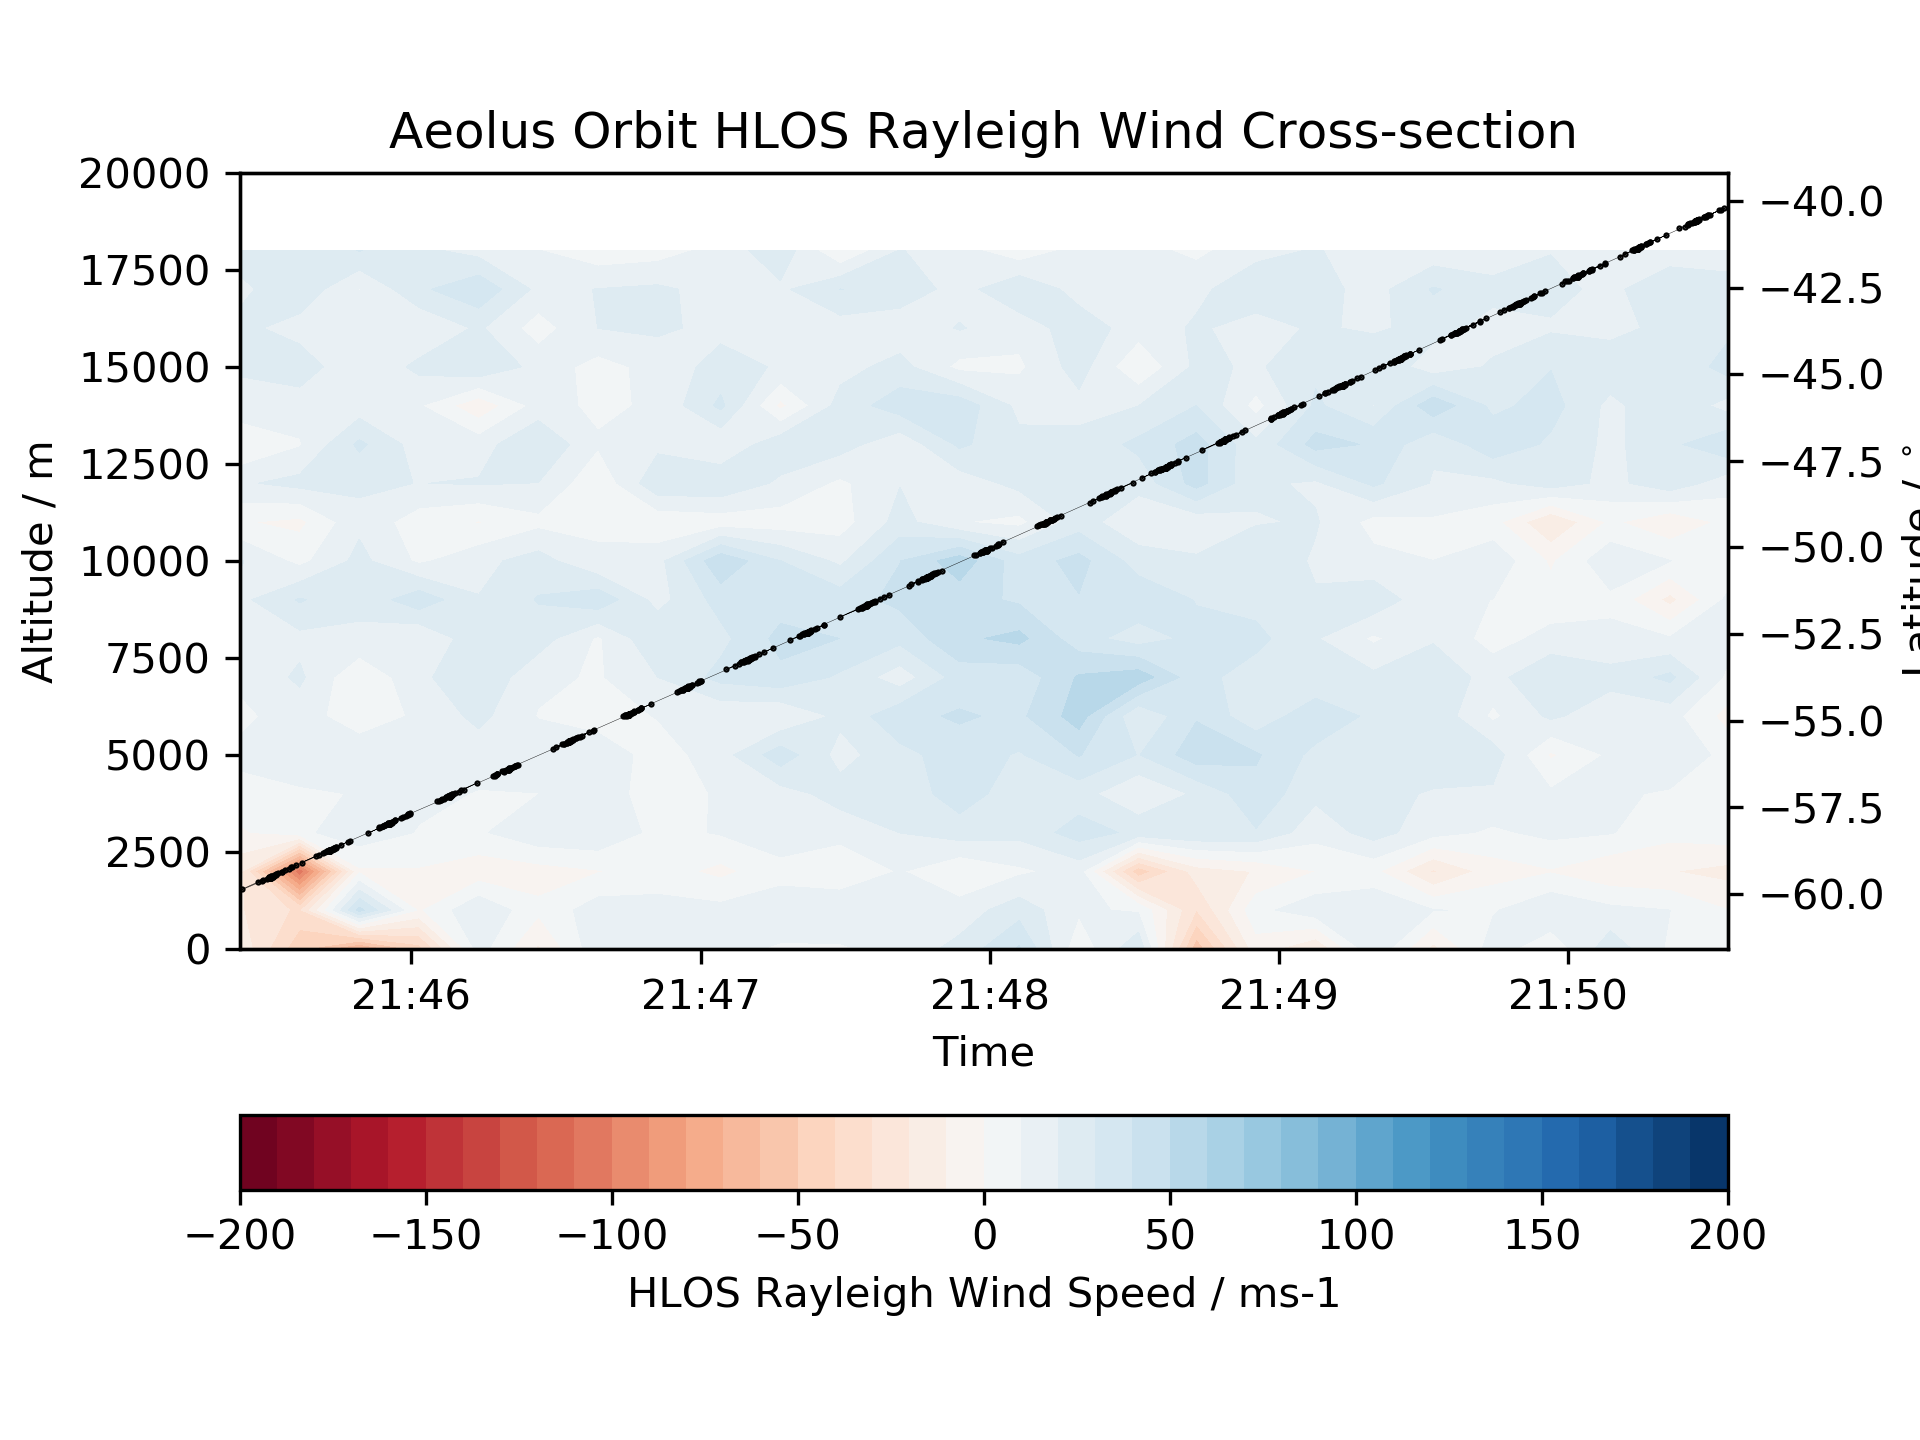 Aeolus Orbit HLOS Rayleigh Wind Cross-section
20000
17500
15000
12500
10000
7500
5000
2500
0
Altitude / m
−40.0
−42.5
−45.0
−47.5
−50.0
−52.5
−55.0
−57.5
−60.0
Latitude / °
21:46 21:47 21:48 21:49 21:50
Time
−200 −150 −100 −50 0 50 100 150 200
HLOS Rayleigh Wind Speed / ms-1